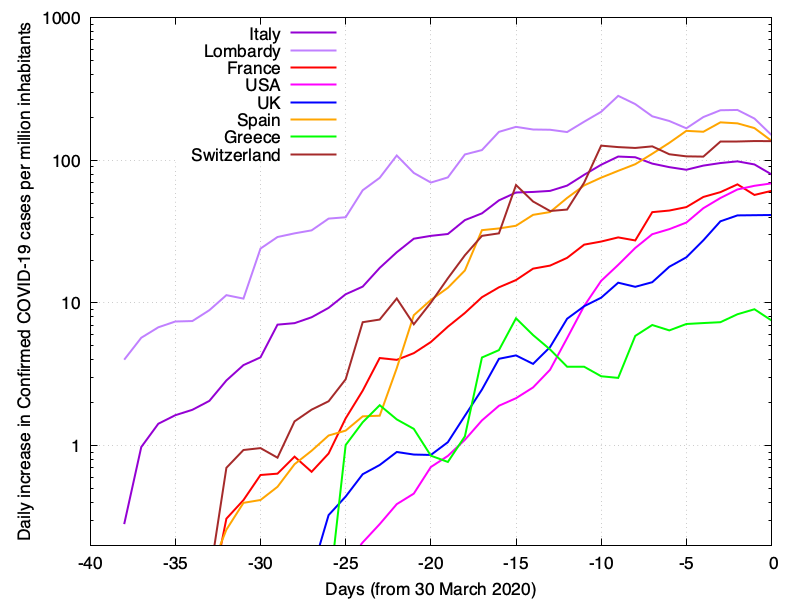 1000
100
10
1
Daily increase in Confirmed COVID-19 cases per million inhabitants
Italy
Lombardy
France
USA
UK
Spain
Greece
Switzerland
-40 -35 -30 -25 -20 -15 -10 -5 0
Days (from 30 March 2020)